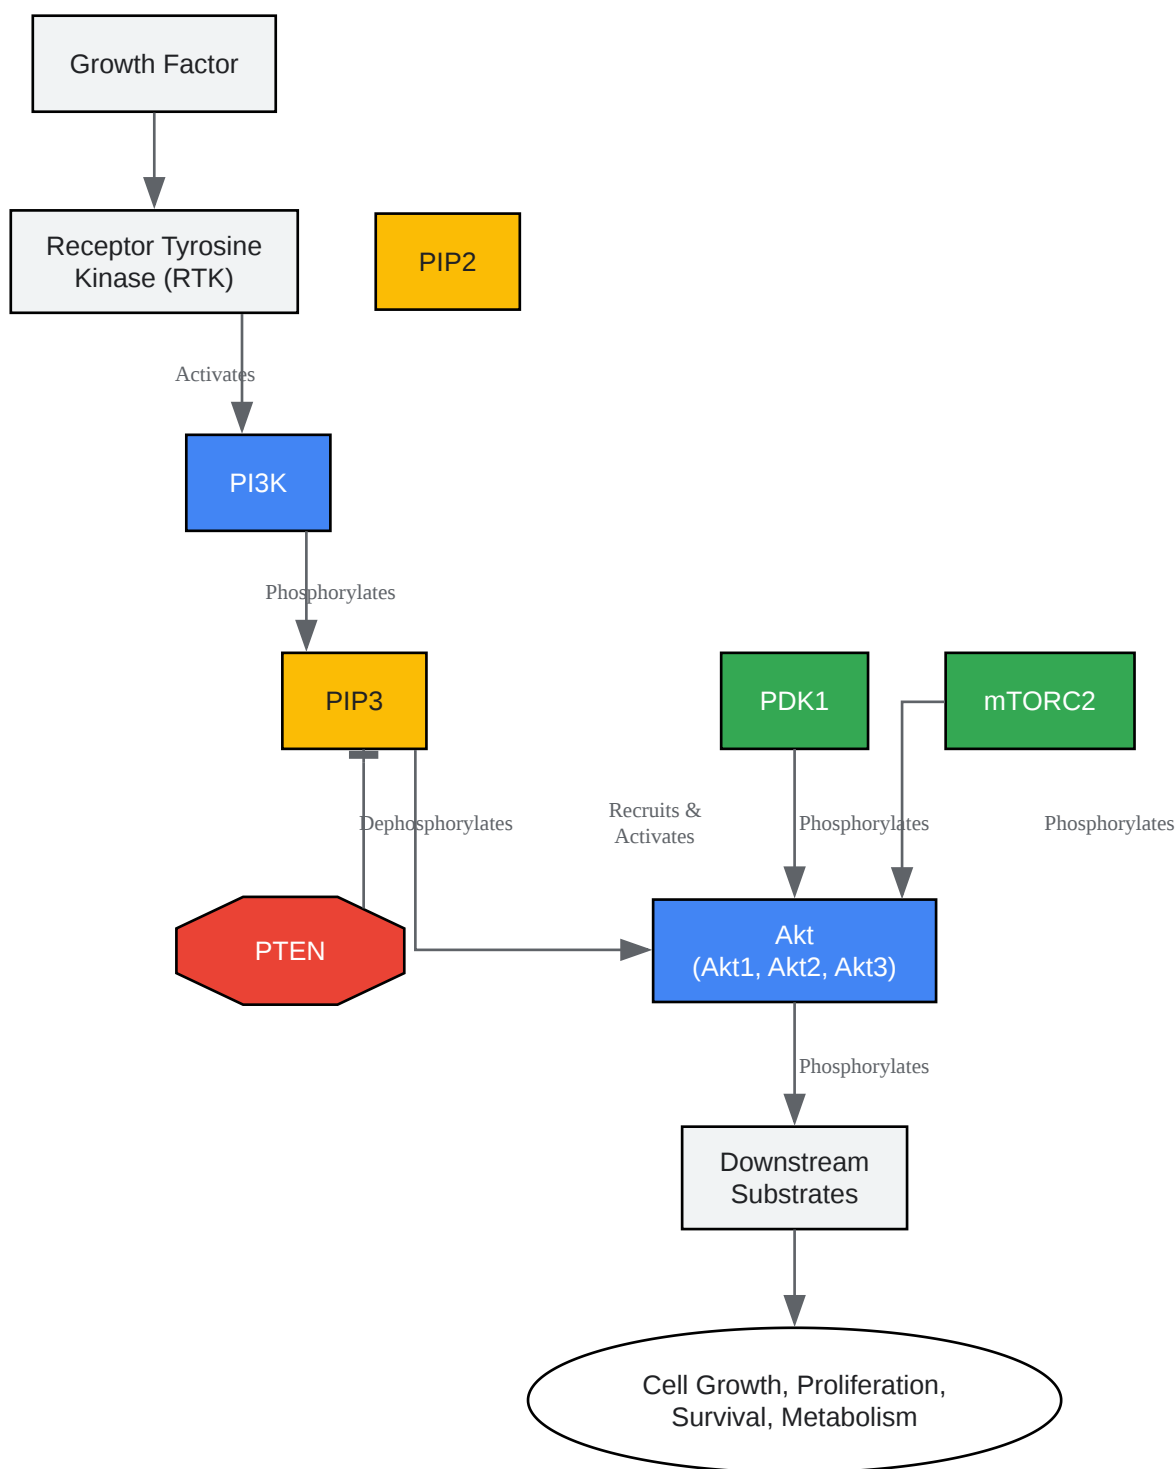 Growth Factor
Receptor Tyrosine
Kinase (RTK)
PIP2
Activates
PI3K
Phosphorylates
PIP3
PDK1
mTORC2
Dephosphorylates
Recruits &
Activates
Phosphorylates
Phosphorylates
PTEN
Akt
(Akt1, Akt2, Akt3)
Phosphorylates
Downstream
Substrates
Cell Growth, Proliferation,
Survival, Metabolism